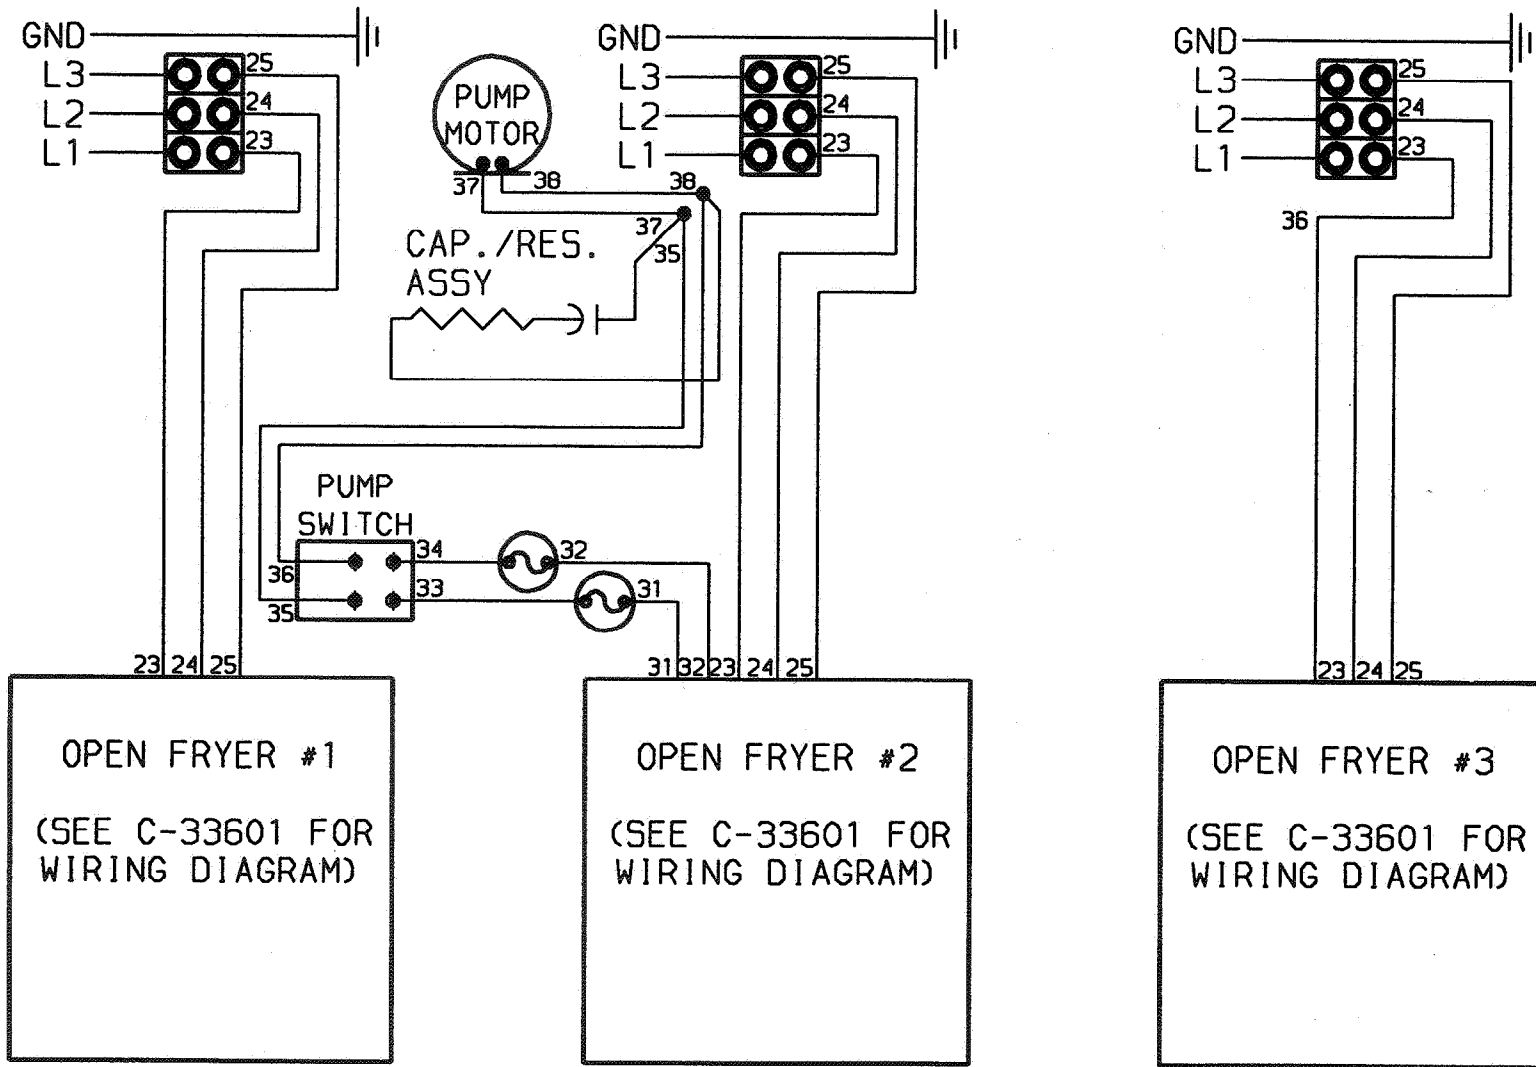 GND
L3
L2
L1
25
24
23
PUMP
MOTOR
37
38
38
37
35
CAP./RES.
ASSY
GND
L3
L2
L1
25
24
23
GND
L3
L2
L1
25
24
23
36
PUMP
SWITCH
36
35
34
33
32
31
23 24 25
31 32 23 24 25
23 24 25
OPEN FRYER #1
(SEE C-33601 FOR
WIRING DIAGRAM)
OPEN FRYER #2
(SEE C-33601 FOR
WIRING DIAGRAM)
OPEN FRYER #3
(SEE C-33601 FOR
WIRING DIAGRAM)